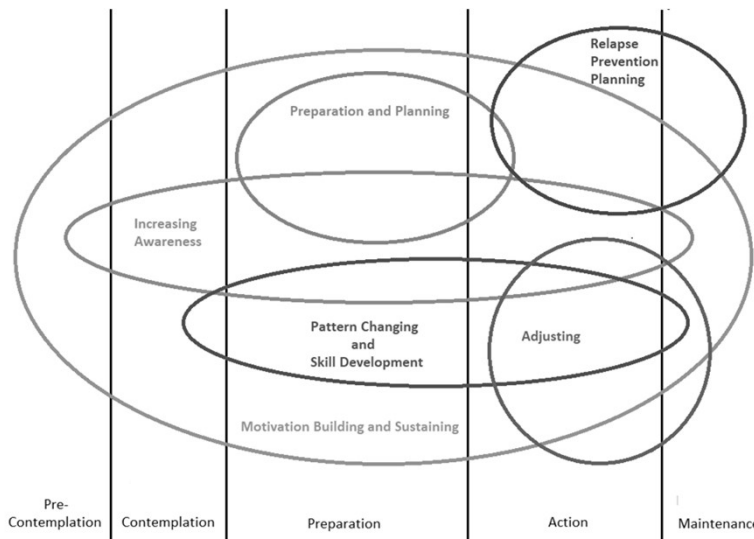 Relapse
Prevention
Planning
Preparation and Planning
Increasing
Awareness
Pattern Changing
and
Skill Development
Adjusting
Motivation Building and Sustaining
Pre-
Contemplation
Contemplation
Preparation
Action
Maintenance